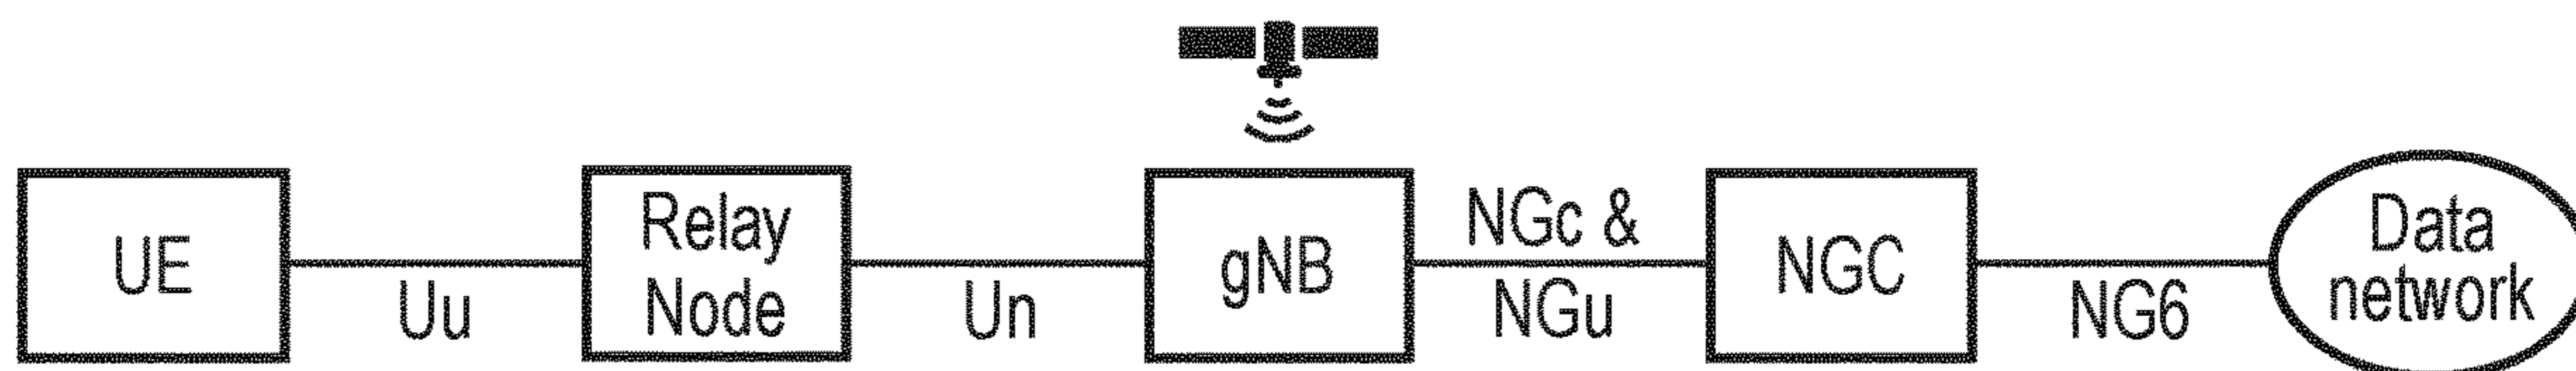 UE
Uu
Relay
Node
Un
gNB
NGc &
NGu
NGC
NG6
Data
network